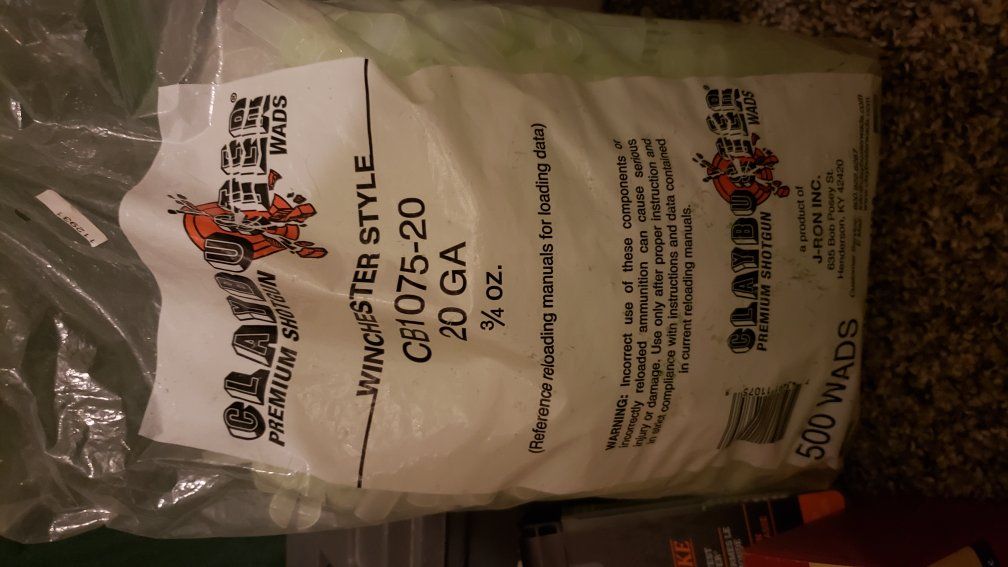 CLAYBUSTER®
WADS
PREMIUM SHOTGUN
WINCHESTER STYLE
CB1075-20
20 GA
3/4 oz.
(Reference reloading manuals for loading data)
WARNING: Incorrect use of these components or
incorrectly reloaded ammunition can cause serious
injury or damage. Use only after proper instruction and
in strict compliance with instructions and data contained
in current reloading manuals.
CLAYBUSTER®
WADS
PREMIUM SHOTGUN
a product of
J-RON INC.
635 Bob Posey St.
Henderson, KY 42420
500 WADS
112931
KE